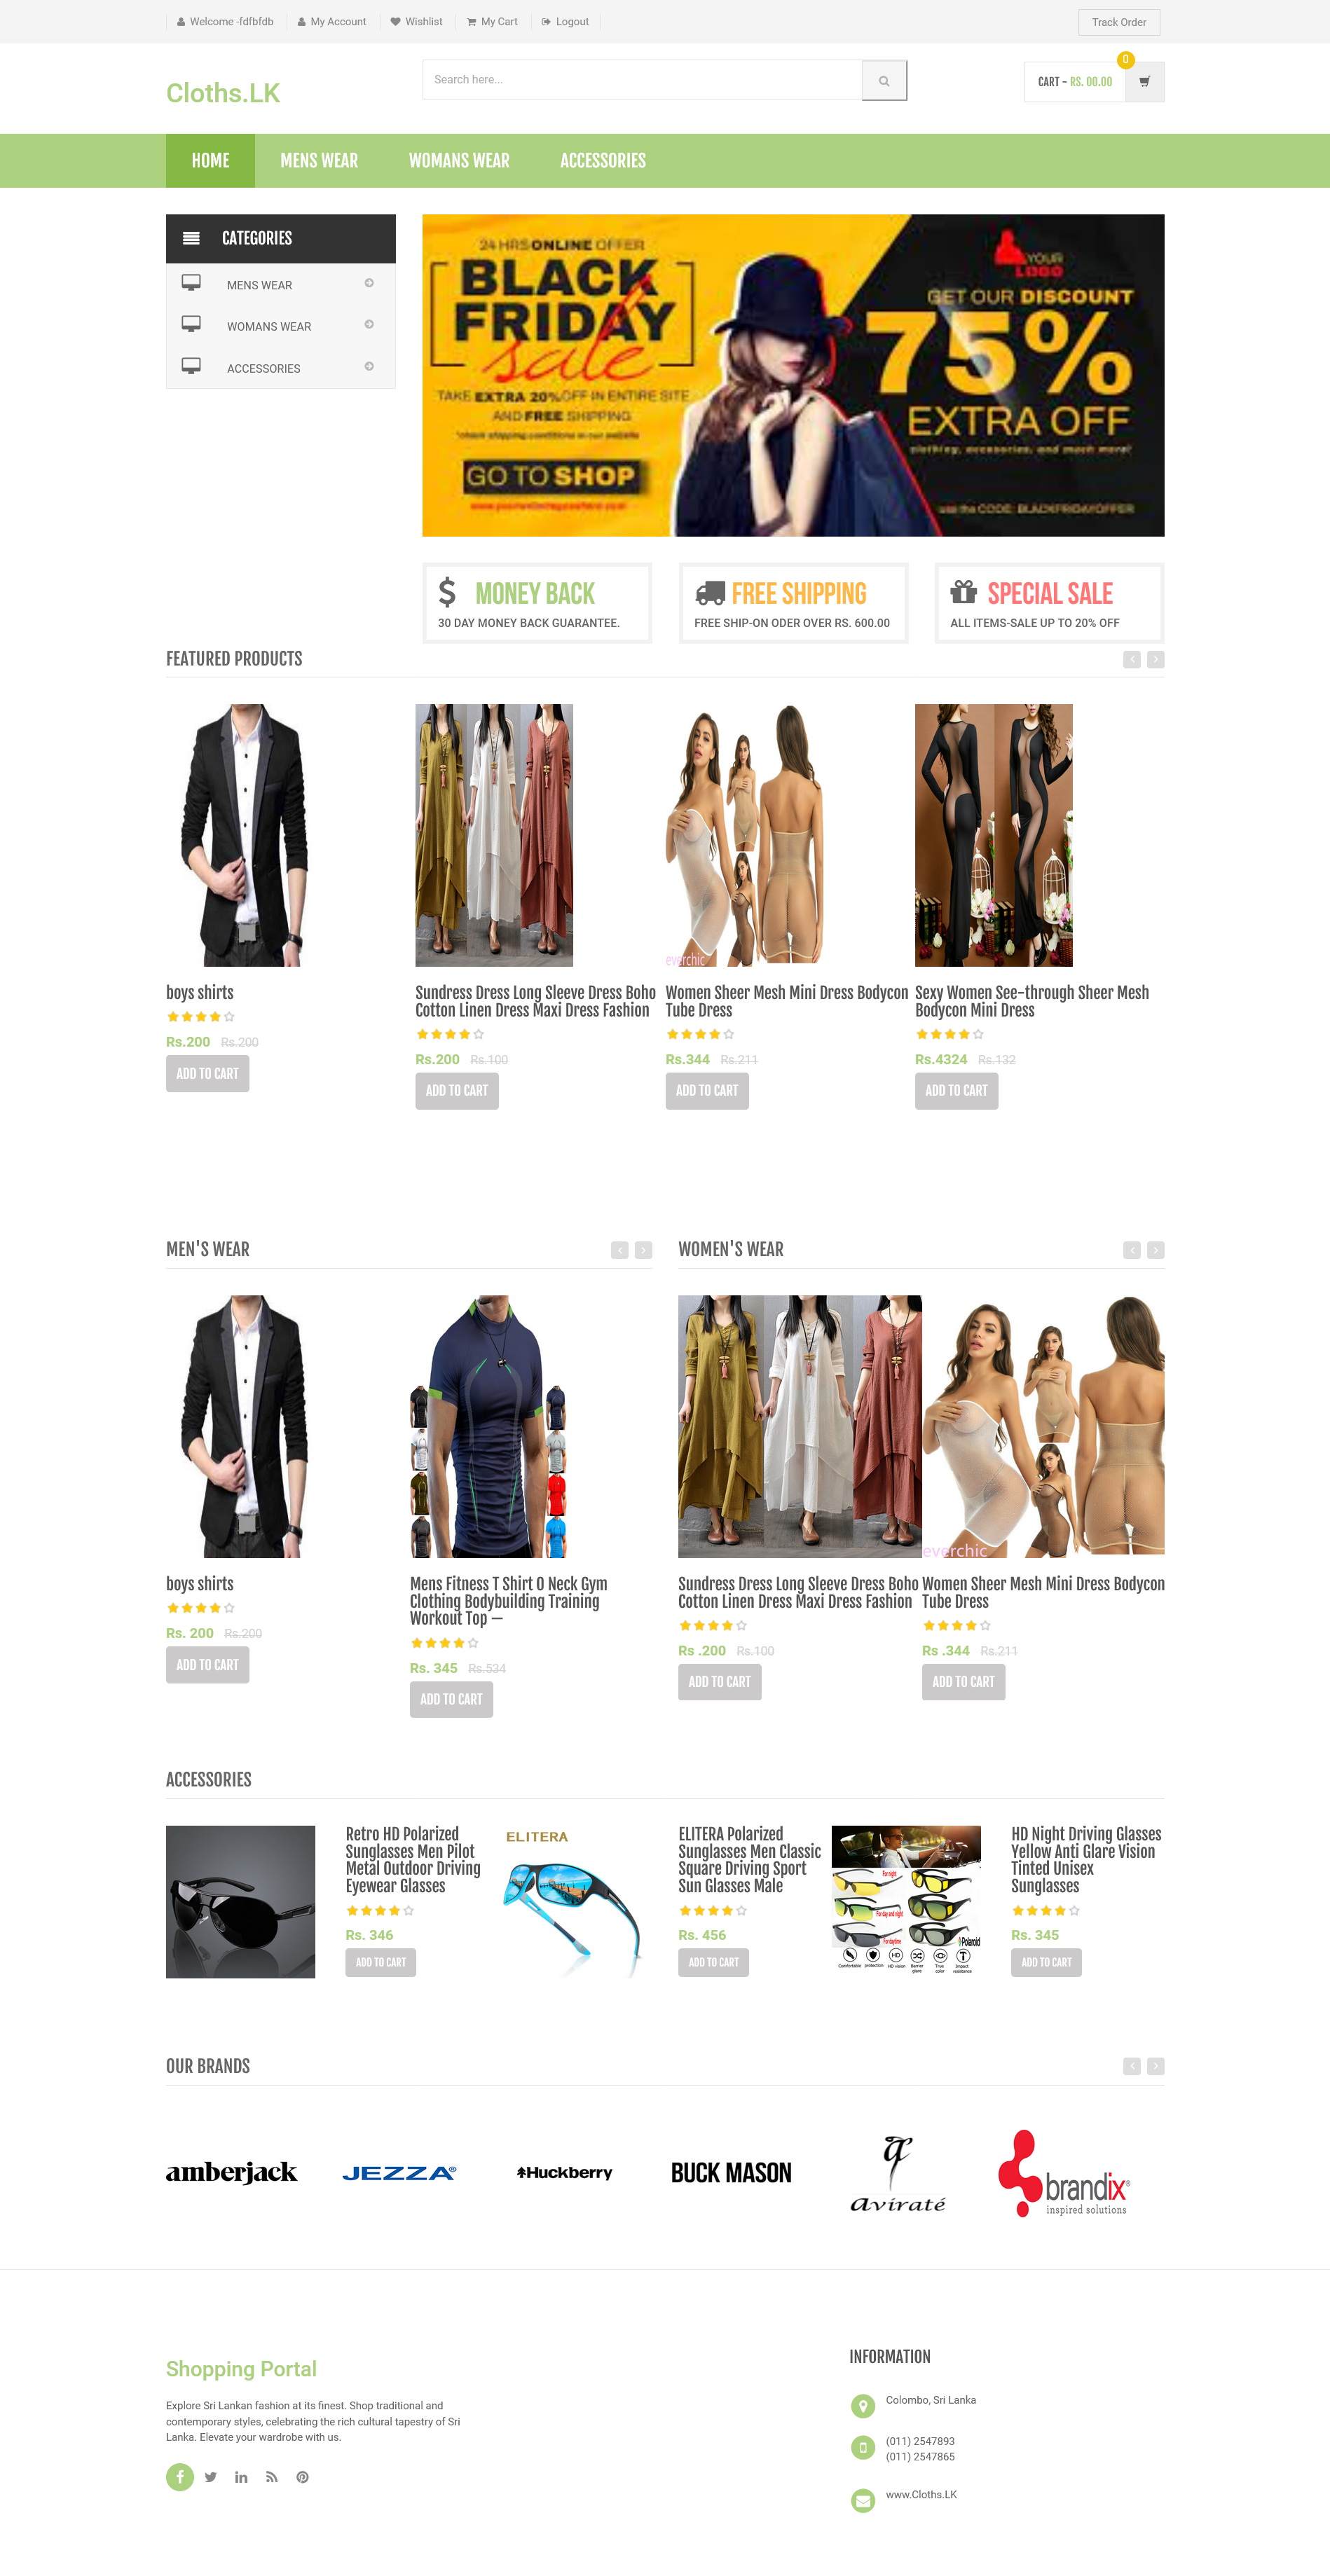 Welcome -fdfbfdb
My Account
Wishlist
My Cart
Logout
Track Order
Cloths.LK
Search here...
0
CART - RS. 00.00
HOME
MENS WEAR
WOMANS WEAR
ACCESSORIES
CATEGORIES
MENS WEAR
WOMANS WEAR
ACCESSORIES
24 HRS ONLINE OFFER
BLACK
FRIDAY
sale
TAKE EXTRA 20% OFF IN ENTIRE SITE
AND FREE SHIPPING
*check shipping conditions in our website
GO TO SHOP
YOUR
LOGO
GET OUR DISCOUNT
75%
EXTRA OFF
clothing, accessories, and much more!*
use the CODE: BLACKFRIDAYOFFER
MONEY BACK
30 DAY MONEY BACK GUARANTEE.
FREE SHIPPING
FREE SHIP-ON ODER OVER RS. 600.00
SPECIAL SALE
ALL ITEMS-SALE UP TO 20% OFF
FEATURED PRODUCTS
everchic
boys shirts
Rs.200 Rs.200
ADD TO CART
Sundress Dress Long Sleeve Dress Boho
Cotton Linen Dress Maxi Dress Fashion
Rs.200 Rs.100
ADD TO CART
Women Sheer Mesh Mini Dress Bodycon
Tube Dress
Rs.344 Rs.211
ADD TO CART
Sexy Women See-through Sheer Mesh
Bodycon Mini Dress
Rs.4324 Rs.132
ADD TO CART
MEN'S WEAR
boys shirts
Rs. 200 Rs.200
ADD TO CART
Mens Fitness T Shirt O Neck Gym
Clothing Bodybuilding Training
Workout Top —
Rs. 345 Rs.534
ADD TO CART
WOMEN'S WEAR
everchic
Sundress Dress Long Sleeve Dress Boho
Cotton Linen Dress Maxi Dress Fashion
Rs .200 Rs.100
ADD TO CART
Women Sheer Mesh Mini Dress Bodycon
Tube Dress
Rs .344 Rs.211
ADD TO CART
ACCESSORIES
Retro HD Polarized
Sunglasses Men Pilot
Metal Outdoor Driving
Eyewear Glasses
Rs. 346
ADD TO CART
ELITERA
ELITERA Polarized
Sunglasses Men Classic
Square Driving Sport
Sun Glasses Male
Rs. 456
ADD TO CART
For night
For day and night
For daytime
Polaroid
HD
Comfortable
protection
HD vision
Barrier glare
True color
Impact resistance
HD Night Driving Glasses
Yellow Anti Glare Vision
Tinted Unisex
Sunglasses
Rs. 345
ADD TO CART
OUR BRANDS
amberjack
JEZZA®
Huckberry
BUCK MASON
avíraté
brandix®
inspired solutions
Shopping Portal
Explore Sri Lankan fashion at its finest. Shop traditional and
contemporary styles, celebrating the rich cultural tapestry of Sri
Lanka. Elevate your wardrobe with us.
INFORMATION
Colombo, Sri Lanka
(011) 2547893
(011) 2547865
www.Cloths.LK